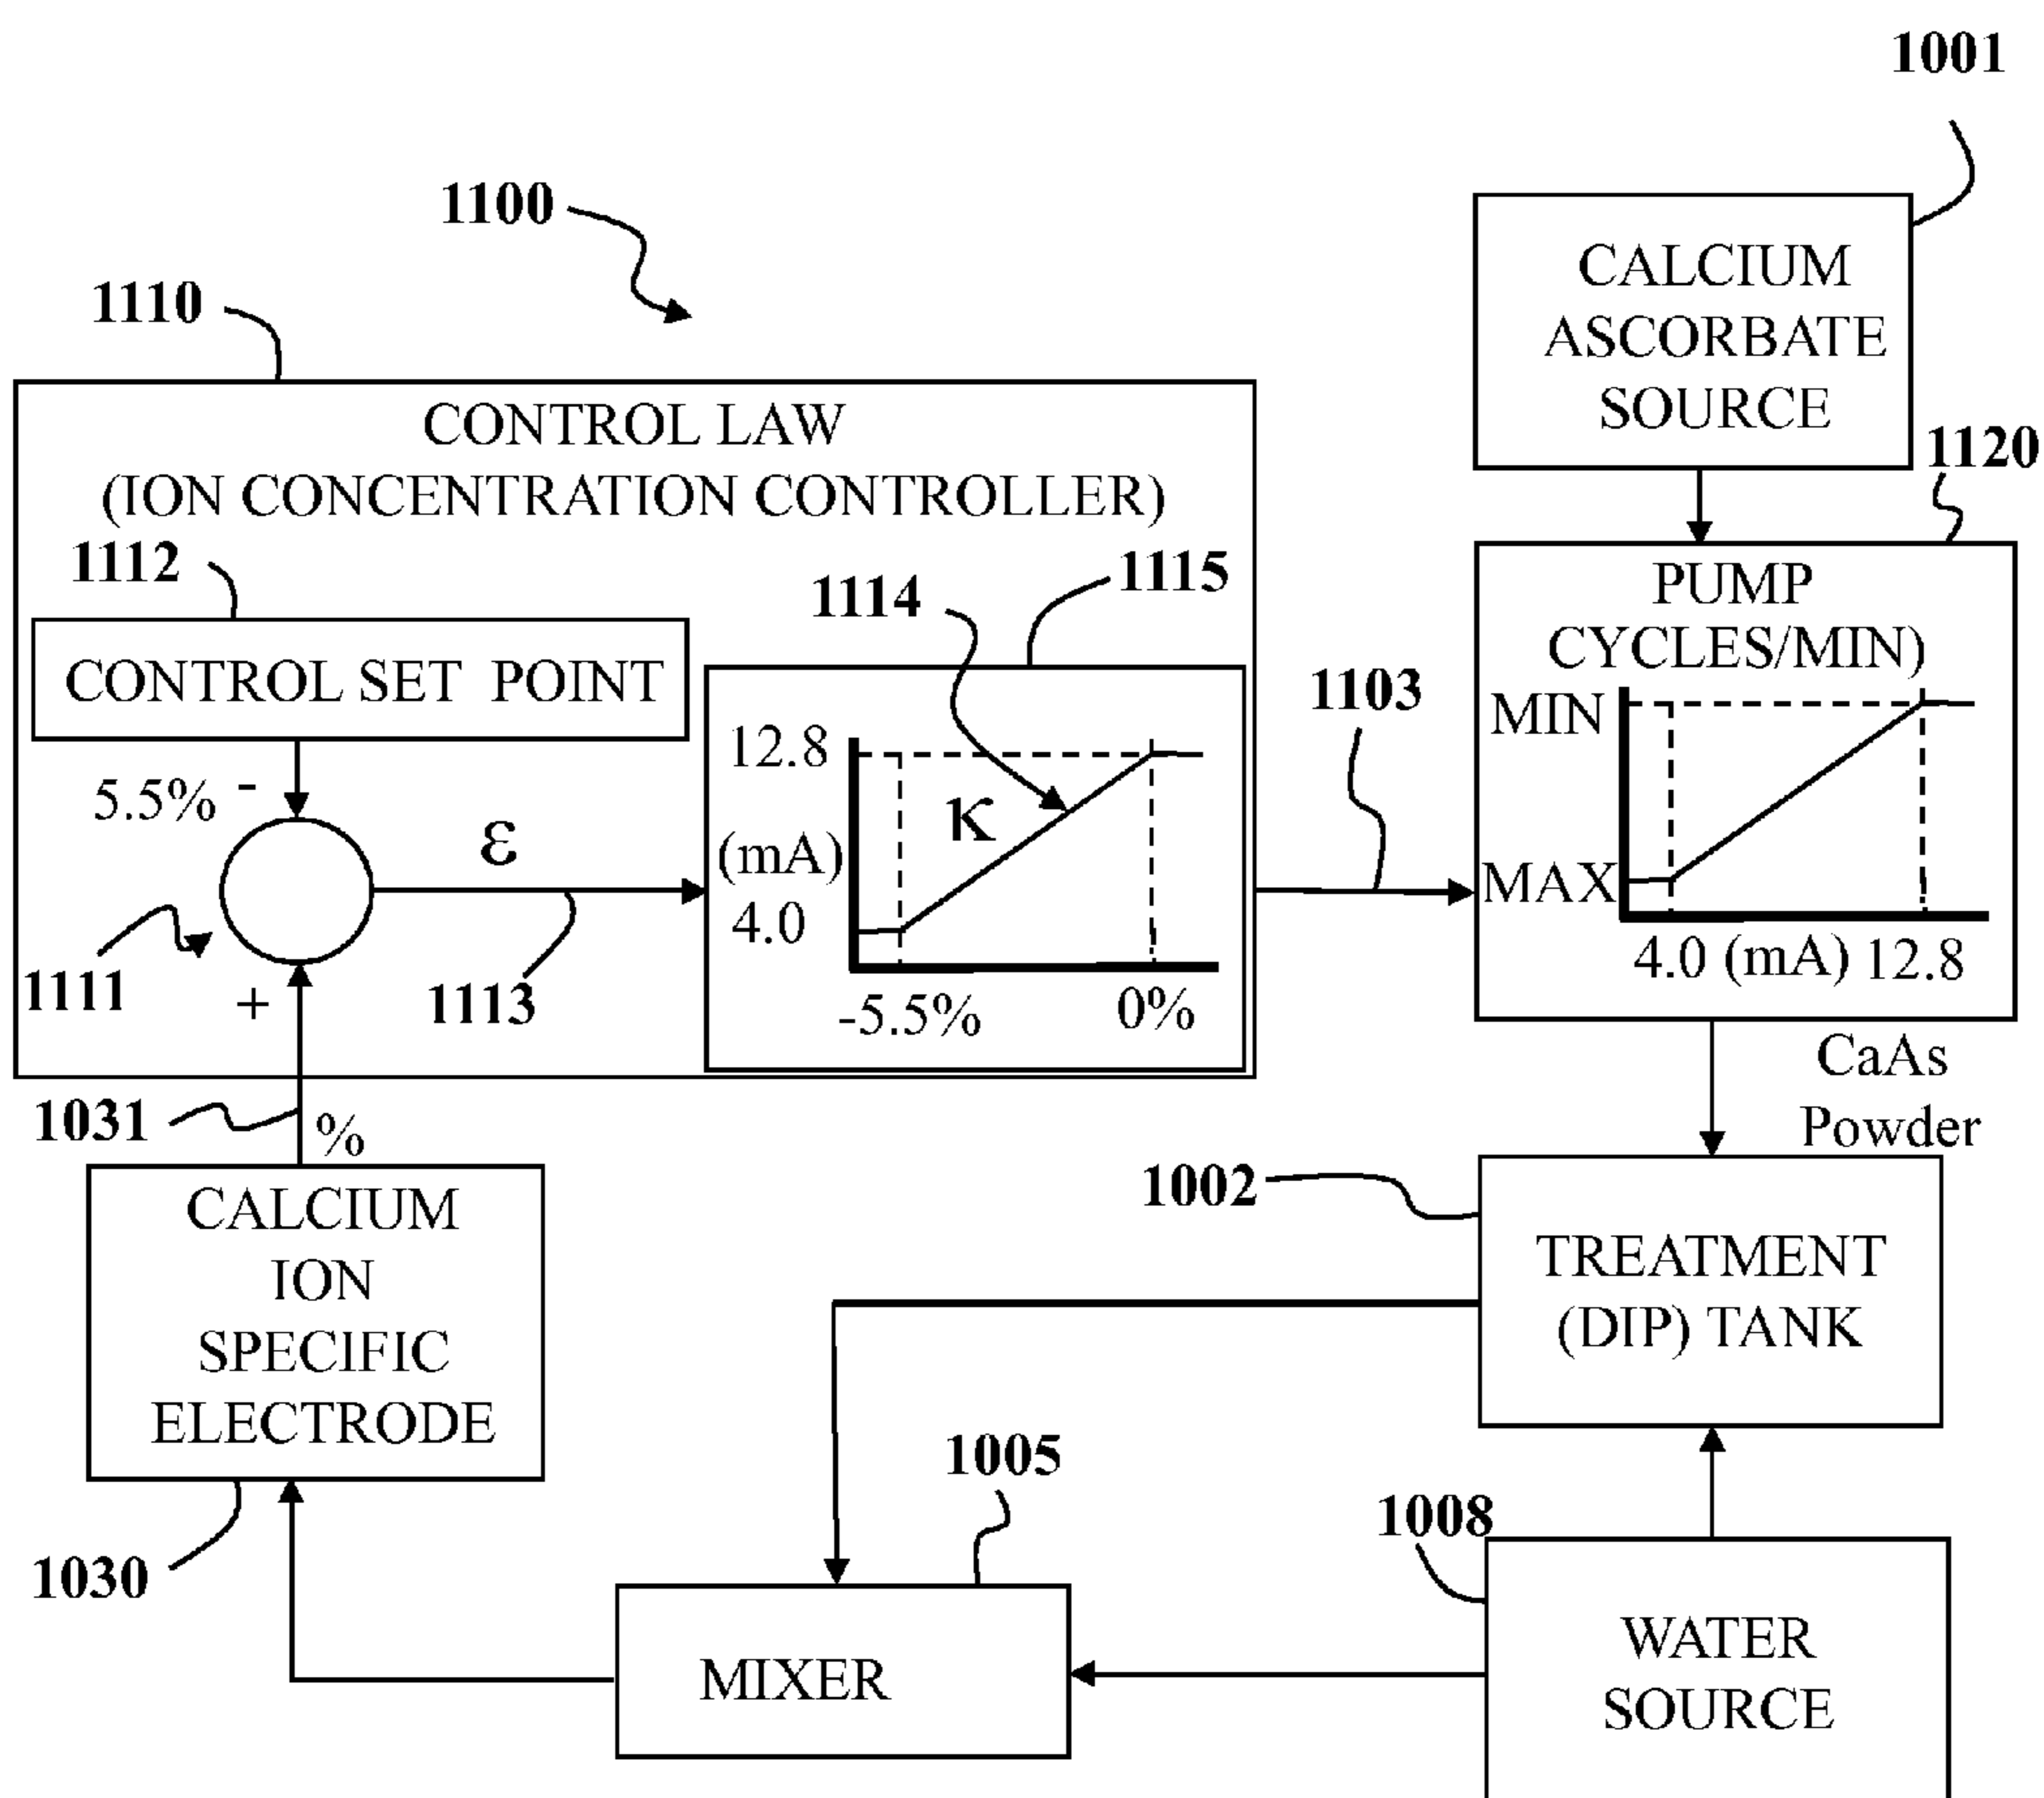 1001
1100
CALCIUM
ASCORBATE
SOURCE
1110
CONTROL LAW
(ION CONCENTRATION CONTROLLER)
1120
1112
1114
1115
CONTROL SET POINT
1103
PUMP
CYCLES/MIN)
MIN
MAX
4.0 (mA) 12.8
5.5%
-
ε
12.8
(mA)
4.0
K
-5.5% 0%
1111
+
1113
1031
%
CaAs
Powder
CALCIUM
ION
SPECIFIC
ELECTRODE
1002
TREATMENT
(DIP) TANK
1030
1005
1008
MIXER
WATER
SOURCE